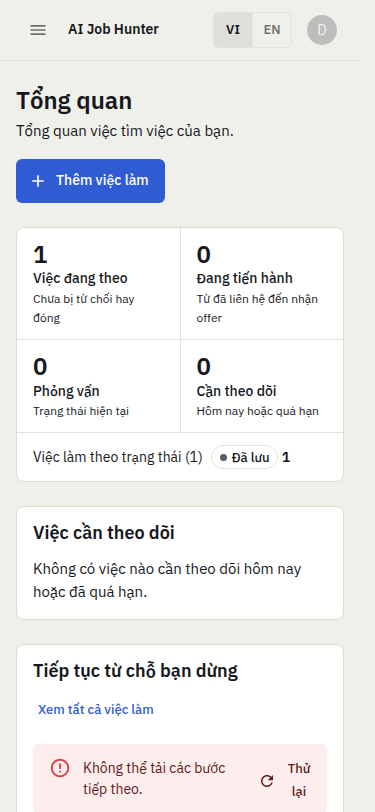 AI Job Hunter
VI EN
D
Tổng quan
Tổng quan việc tìm việc của bạn.
Thêm việc làm
1
Việc đang theo
Chưa bị từ chối hay
đóng
0
Đang tiến hành
Từ đã liên hệ đến nhận
offer
0
Phỏng vấn
Trạng thái hiện tại
0
Cần theo dõi
Hôm nay hoặc quá hạn
Việc làm theo trạng thái (1) Đã lưu 1
Việc cần theo dõi
Không có việc nào cần theo dõi hôm nay
hoặc đã quá hạn.
Tiếp tục từ chỗ bạn dừng
Xem tất cả việc làm
Không thể tải các bước
tiếp theo.
Thử
lại